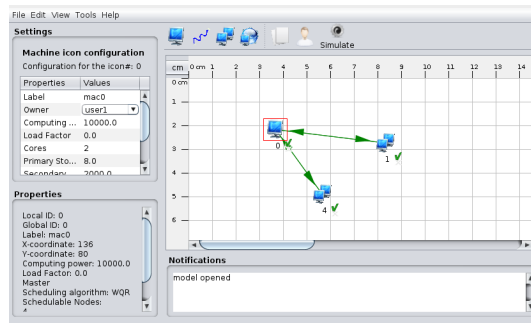 File Edit View Tools Help
Settings
Machine icon configuration
Configuration for the icon#: 0
Properties Values
Label mac0
Owner user1
Computing ... 10000.0
Load Factor 0.0
Cores 2
Primary Sto... 8.0
Secondary 2000.0
Properties
Local ID: 0
Global ID: 0
Label: mac0
X-coordinate: 136
Y-coordinate: 80
Computing power: 10000.0
Load Factor: 0.0
Master
Scheduling algorithm: WQR
Schedulable Nodes:
Simulate
cm 0 cm 1 2 3 4 5 6 7 8 9 10 11 12 13 14
0 cm
1
2
3
4
5
6
0
1
4
Notifications
model opened